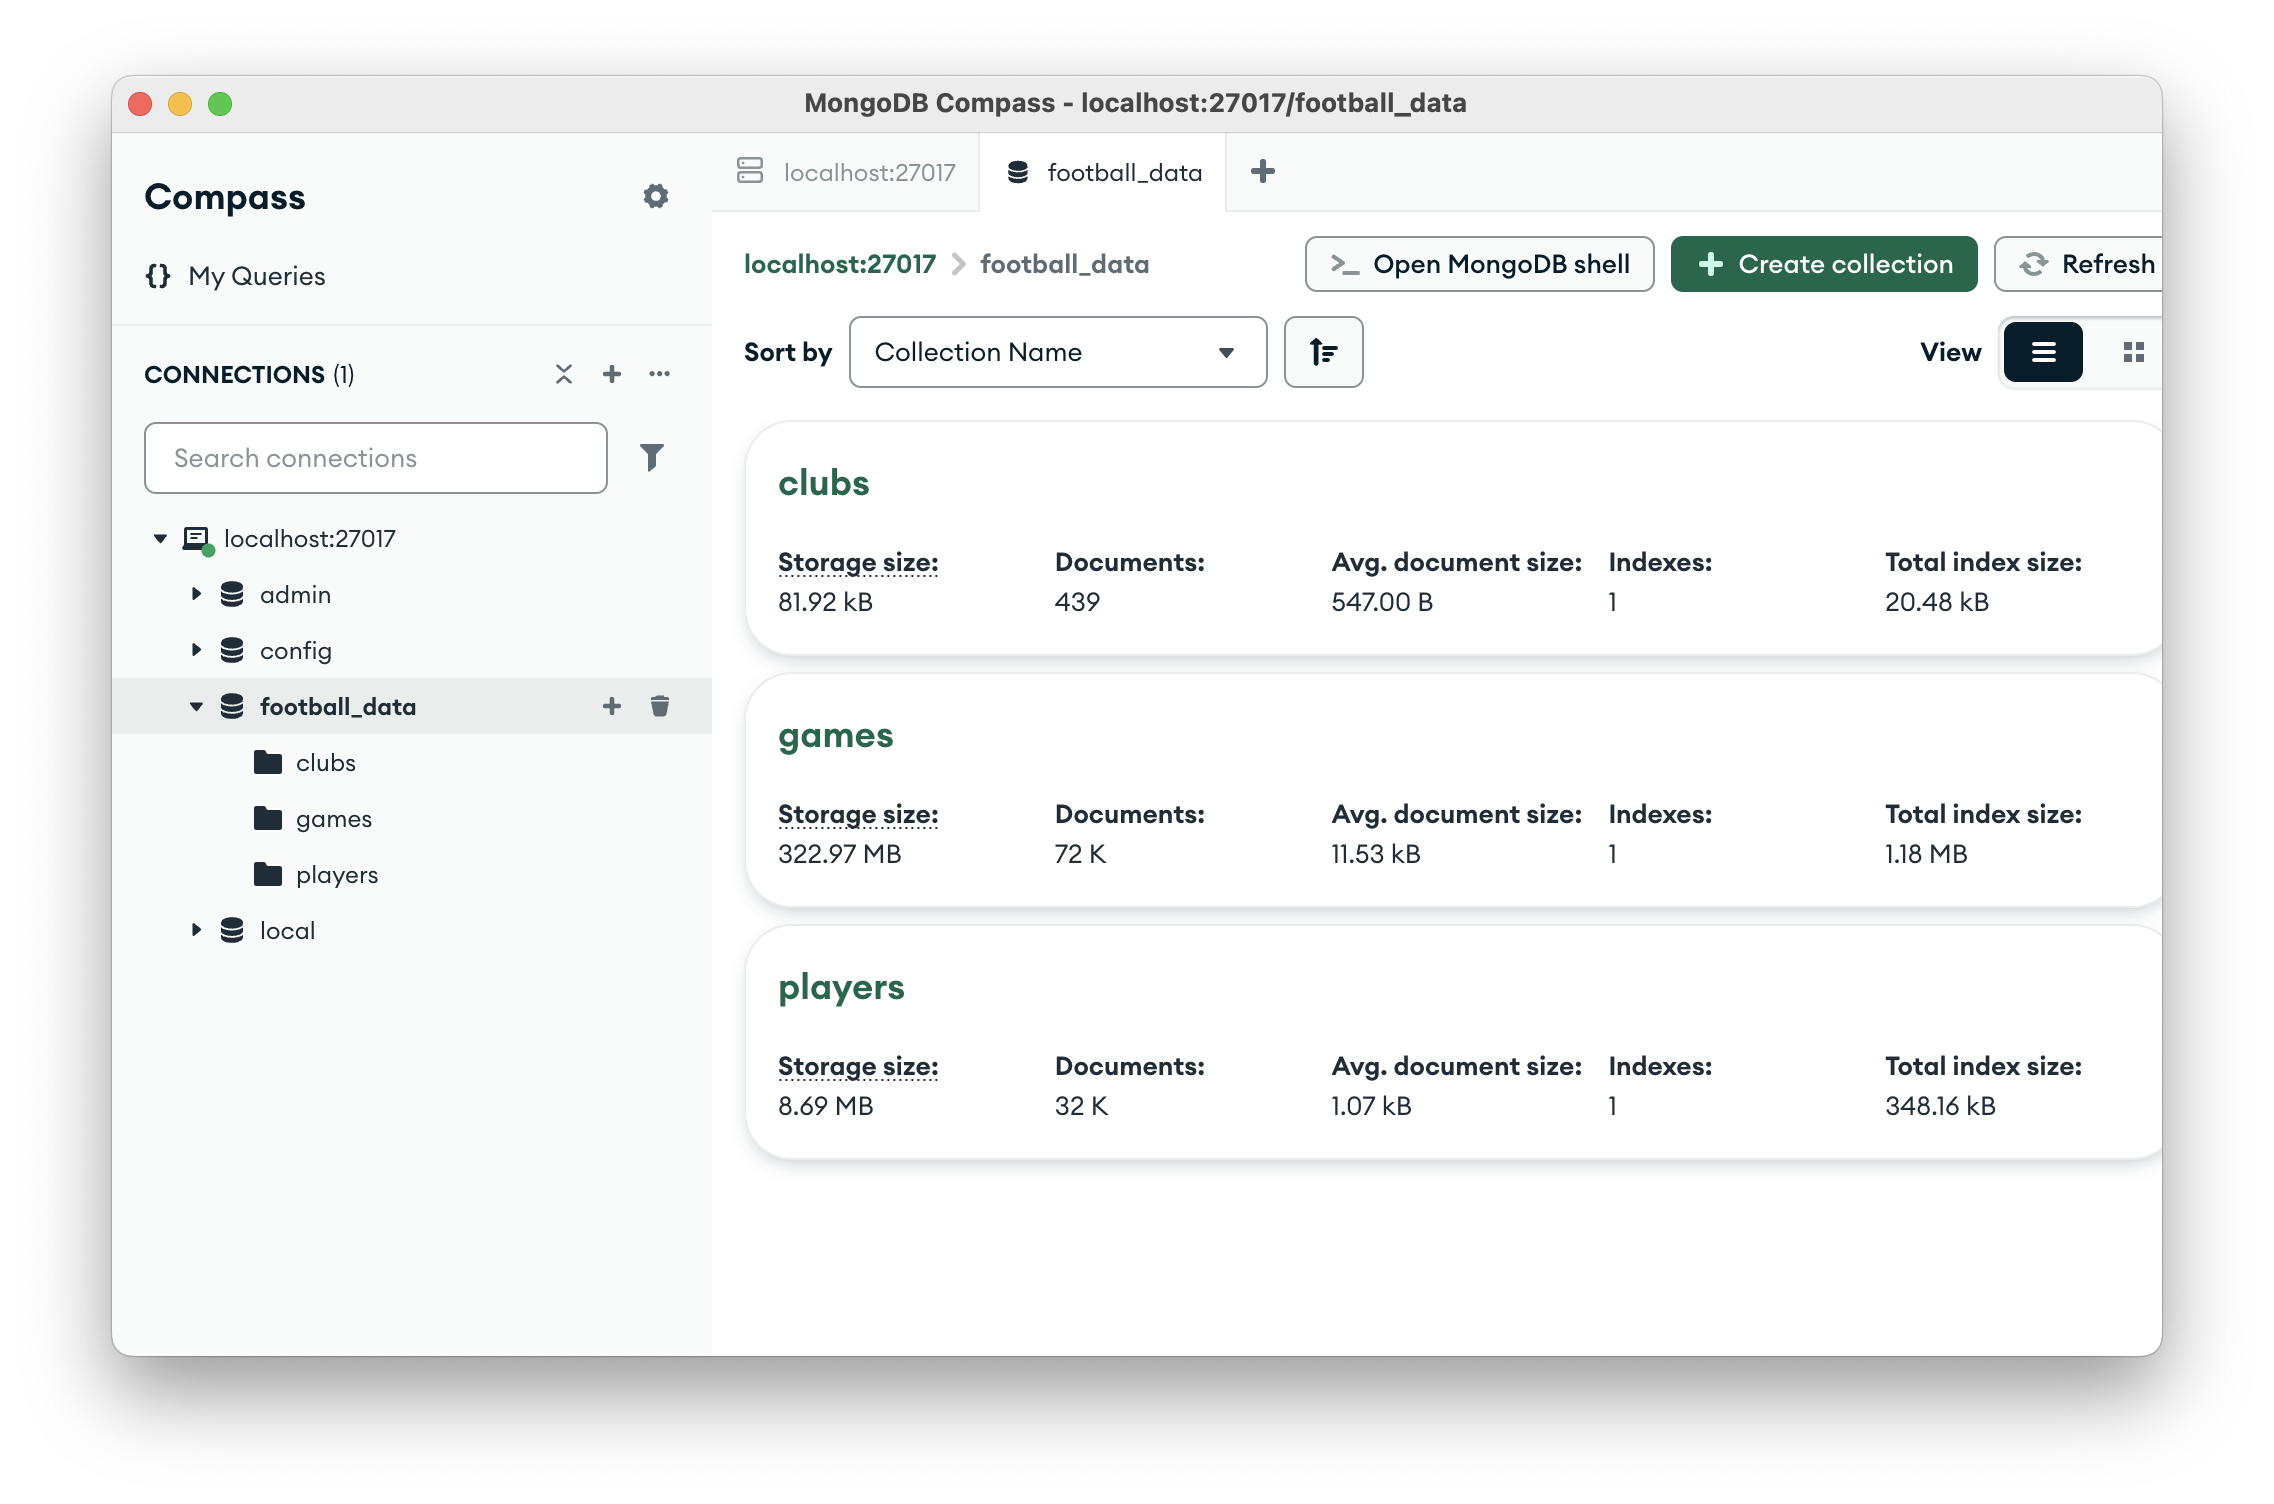 MongoDB Compass - localhost:27017/football_data
Compass
{} My Queries
CONNECTIONS (1)
Search connections
localhost:27017
admin
config
football_data
clubs
games
players
local
localhost:27017
football_data
localhost:27017 > football_data
>_ Open MongoDB shell
+ Create collection
Refresh
Sort by
Collection Name
View
clubs
Storage size: Documents: Avg. document size: Indexes: Total index size:
81.92 kB 439 547.00 B 1 20.48 kB
games
Storage size: Documents: Avg. document size: Indexes: Total index size:
322.97 MB 72 K 11.53 kB 1 1.18 MB
players
Storage size: Documents: Avg. document size: Indexes: Total index size:
8.69 MB 32 K 1.07 kB 1 348.16 kB